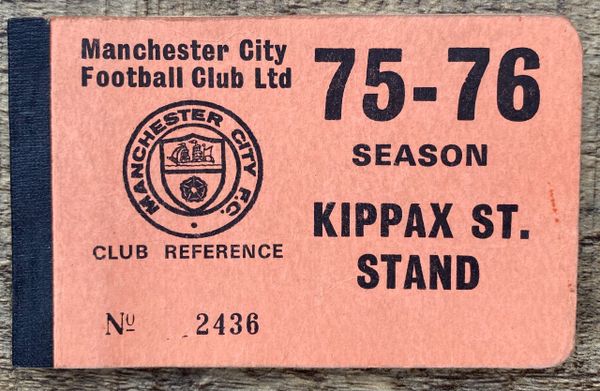 Manchester City
Football Club Ltd
MANCHESTER CITY F.C.
CLUB REFERENCE
Nº 2436
75-76
SEASON
KIPPAX ST.
STAND